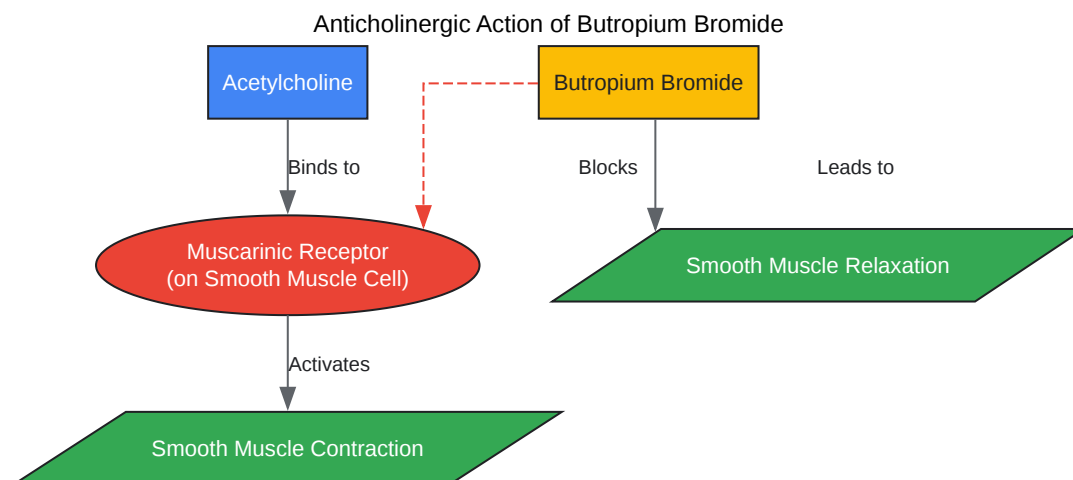 Anticholinergic Action of Butropium Bromide
Acetylcholine
Butropium Bromide
Binds to
Blocks
Leads to
Muscarinic Receptor
(on Smooth Muscle Cell)
Smooth Muscle Relaxation
Activates
Smooth Muscle Contraction